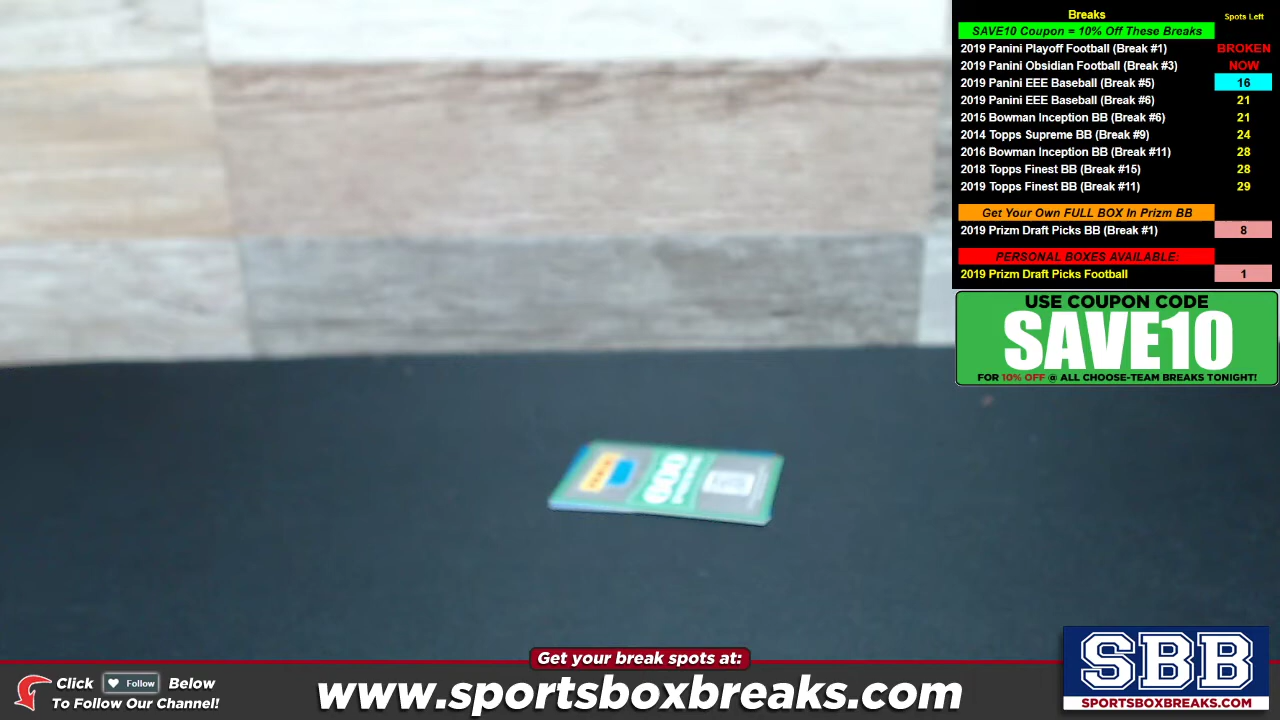 Breaks Spots Left
SAVE10 Coupon = 10% Off These Breaks
2019 Panini Playoff Football (Break #1) BROKEN
2019 Panini Obsidian Football (Break #3) NOW
2019 Panini EEE Baseball (Break #5) 16
2019 Panini EEE Baseball (Break #6) 21
2015 Bowman Inception BB (Break #6) 21
2014 Topps Supreme BB (Break #9) 24
2016 Bowman Inception BB (Break #11) 28
2018 Topps Finest BB (Break #15) 28
2019 Topps Finest BB (Break #11) 29
Get Your Own FULL BOX In Prizm BB
2019 Prizm Draft Picks BB (Break #1) 8
PERSONAL BOXES AVAILABLE:
2019 Prizm Draft Picks Football 1
USE COUPON CODE
SAVE10
FOR 10% OFF @ ALL CHOOSE-TEAM BREAKS TONIGHT!
PANINI
600
Get your break spots at:
Click Follow Below
To Follow Our Channel!
www.sportsboxbreaks.com
SBB
SPORTSBOXBREAKS.COM